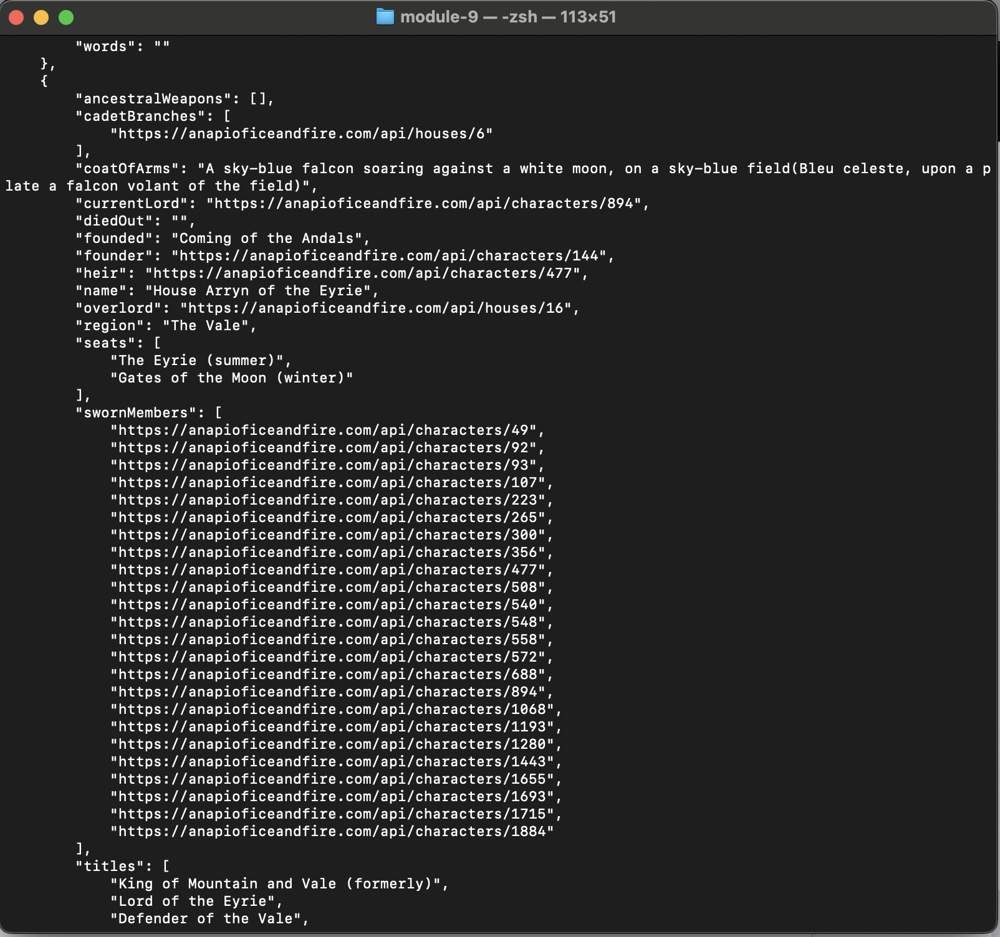 module-9 — -zsh — 113×51
"words": ""
},
{
"ancestralWeapons": [],
"cadetBranches": [
"https://anapioficeandfire.com/api/houses/6"
],
"coatOfArms": "A sky-blue falcon soaring against a white moon, on a sky-blue field(Bleu celeste, upon a p
late a falcon volant of the field)",
"currentLord": "https://anapioficeandfire.com/api/characters/894",
"diedOut": "",
"founded": "Coming of the Andals",
"founder": "https://anapioficeandfire.com/api/characters/144",
"heir": "https://anapioficeandfire.com/api/characters/477",
"name": "House Arryn of the Eyrie",
"overlord": "https://anapioficeandfire.com/api/houses/16",
"region": "The Vale",
"seats": [
"The Eyrie (summer)",
"Gates of the Moon (winter)"
],
"swornMembers": [
"https://anapioficeandfire.com/api/characters/49",
"https://anapioficeandfire.com/api/characters/92",
"https://anapioficeandfire.com/api/characters/93",
"https://anapioficeandfire.com/api/characters/107",
"https://anapioficeandfire.com/api/characters/223",
"https://anapioficeandfire.com/api/characters/265",
"https://anapioficeandfire.com/api/characters/300",
"https://anapioficeandfire.com/api/characters/356",
"https://anapioficeandfire.com/api/characters/477",
"https://anapioficeandfire.com/api/characters/508",
"https://anapioficeandfire.com/api/characters/540",
"https://anapioficeandfire.com/api/characters/548",
"https://anapioficeandfire.com/api/characters/558",
"https://anapioficeandfire.com/api/characters/572",
"https://anapioficeandfire.com/api/characters/688",
"https://anapioficeandfire.com/api/characters/894",
"https://anapioficeandfire.com/api/characters/1068",
"https://anapioficeandfire.com/api/characters/1193",
"https://anapioficeandfire.com/api/characters/1280",
"https://anapioficeandfire.com/api/characters/1443",
"https://anapioficeandfire.com/api/characters/1655",
"https://anapioficeandfire.com/api/characters/1693",
"https://anapioficeandfire.com/api/characters/1715",
"https://anapioficeandfire.com/api/characters/1884"
],
"titles": [
"King of Mountain and Vale (formerly)",
"Lord of the Eyrie",
"Defender of the Vale",